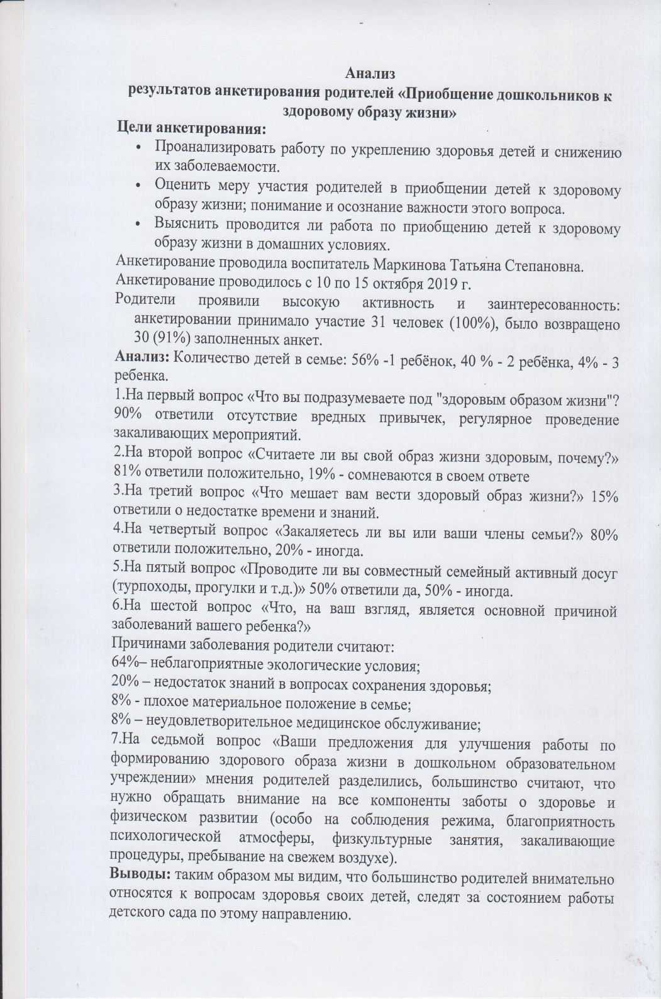 Анализ
результатов анкетирования родителей «Приобщение дошкольников к
здоровому образу жизни»
Цели анкетирования:
• Проанализировать работу по укреплению здоровья детей и снижению
их заболеваемости.
• Оценить меру участия родителей в приобщении детей к здоровому
образу жизни; понимание и осознание важности этого вопроса.
• Выяснить проводится ли работа по приобщению детей к здоровому
образу жизни в домашних условиях.
Анкетирование проводила воспитатель Маркинова Татьяна Степановна.
Анкетирование проводилось с 10 по 15 октября 2019 г.
Родители проявили высокую активность и заинтересованность:
анкетировании принимало участие 31 человек (100%), было возвращено
30 (91%) заполненных анкет.
Анализ: Количество детей в семье: 56% -1 ребёнок, 40 % - 2 ребёнка, 4% - 3
ребенка.
1.На первый вопрос «Что вы подразумеваете под "здоровым образом жизни"?
90% ответили отсутствие вредных привычек, регулярное проведение
закаливающих мероприятий.
2.На второй вопрос «Считаете ли вы свой образ жизни здоровым, почему?»
81% ответили положительно, 19% - сомневаются в своем ответе
3.На третий вопрос «Что мешает вам вести здоровый образ жизни?» 15%
ответили о недостатке времени и знаний.
4.На четвертый вопрос «Закаляетесь ли вы или ваши члены семьи?» 80%
ответили положительно, 20% - иногда.
5.На пятый вопрос «Проводите ли вы совместный семейный активный досуг
(турпоходы, прогулки и т.д.)» 50% ответили да, 50% - иногда.
6.На шестой вопрос «Что, на ваш взгляд, является основной причиной
заболеваний вашего ребенка?»
Причинами заболевания родители считают:
64%– неблагоприятные экологические условия;
20% – недостаток знаний в вопросах сохранения здоровья;
8% - плохое материальное положение в семье;
8% – неудовлетворительное медицинское обслуживание;
7.На седьмой вопрос «Ваши предложения для улучшения работы по
формированию здорового образа жизни в дошкольном образовательном
учреждении» мнения родителей разделились, большинство считают, что
нужно обращать внимание на все компоненты заботы о здоровье и
физическом развитии (особо на соблюдения режима, благоприятность
психологической атмосферы, физкультурные занятия, закаливающие
процедуры, пребывание на свежем воздухе).
Выводы: таким образом мы видим, что большинство родителей внимательно
относятся к вопросам здоровья своих детей, следят за состоянием работы
детского сада по этому направлению.